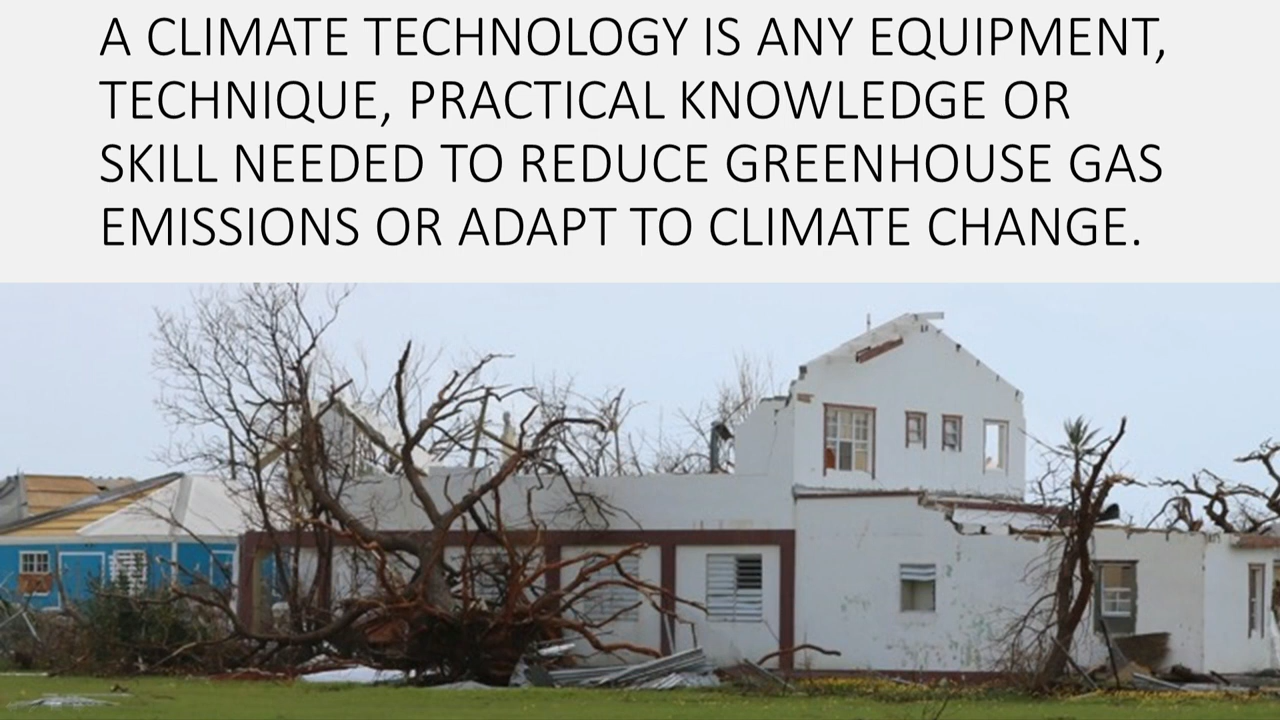 A CLIMATE TECHNOLOGY IS ANY EQUIPMENT,
TECHNIQUE, PRACTICAL KNOWLEDGE OR
SKILL NEEDED TO REDUCE GREENHOUSE GAS
EMISSIONS OR ADAPT TO CLIMATE CHANGE.